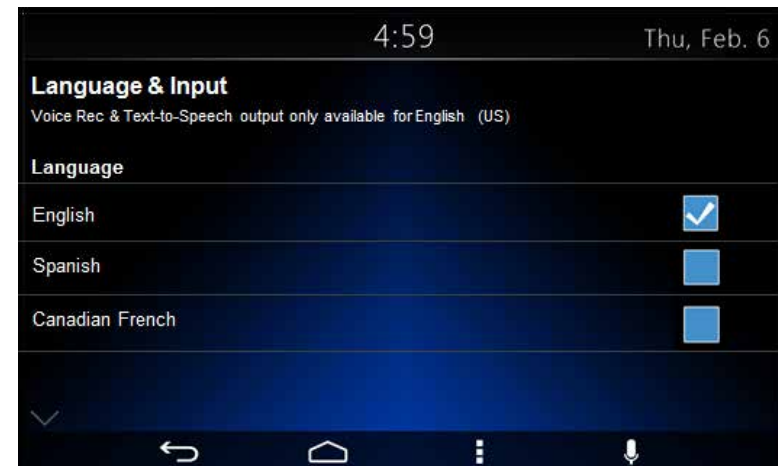 4:59
Thu, Feb. 6
Language & Input
Voice Rec & Text-to-Speech output only available for English (US)
Language
English
Spanish
Canadian French